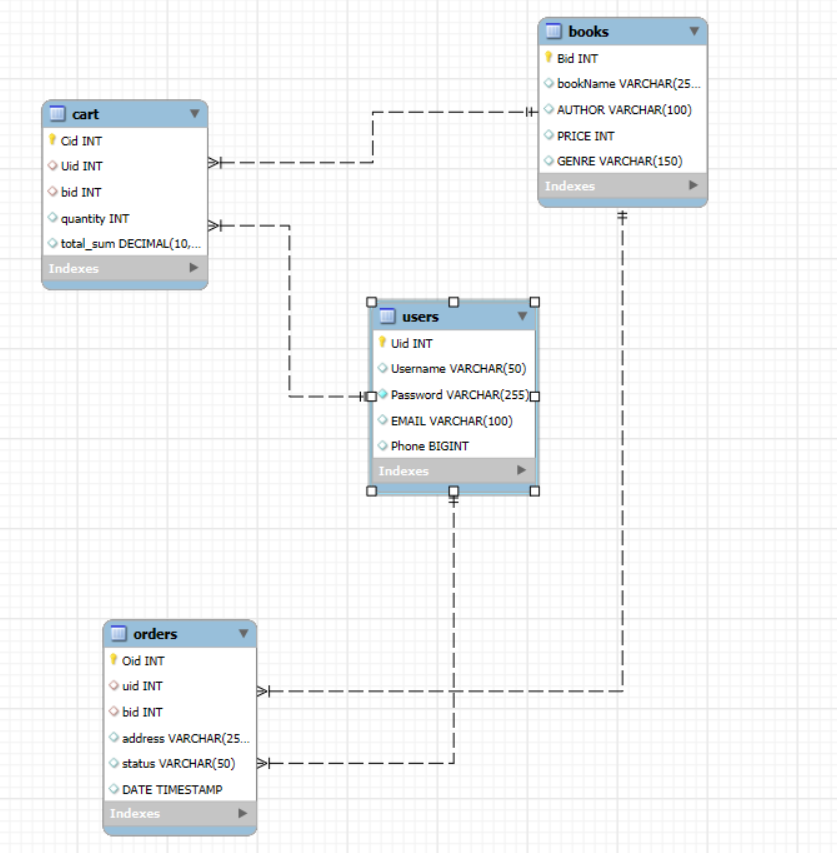 books
Bid INT
bookName VARCHAR(25...
AUTHOR VARCHAR(100)
PRICE INT
GENRE VARCHAR(150)
Indexes
cart
Cid INT
Uid INT
bid INT
quantity INT
total_sum DECIMAL(10,...
Indexes
users
Uid INT
Username VARCHAR(50)
Password VARCHAR(255)
EMAIL VARCHAR(100)
Phone BIGINT
Indexes
orders
Oid INT
uid INT
bid INT
address VARCHAR(25...
status VARCHAR(50)
DATE TIMESTAMP
Indexes